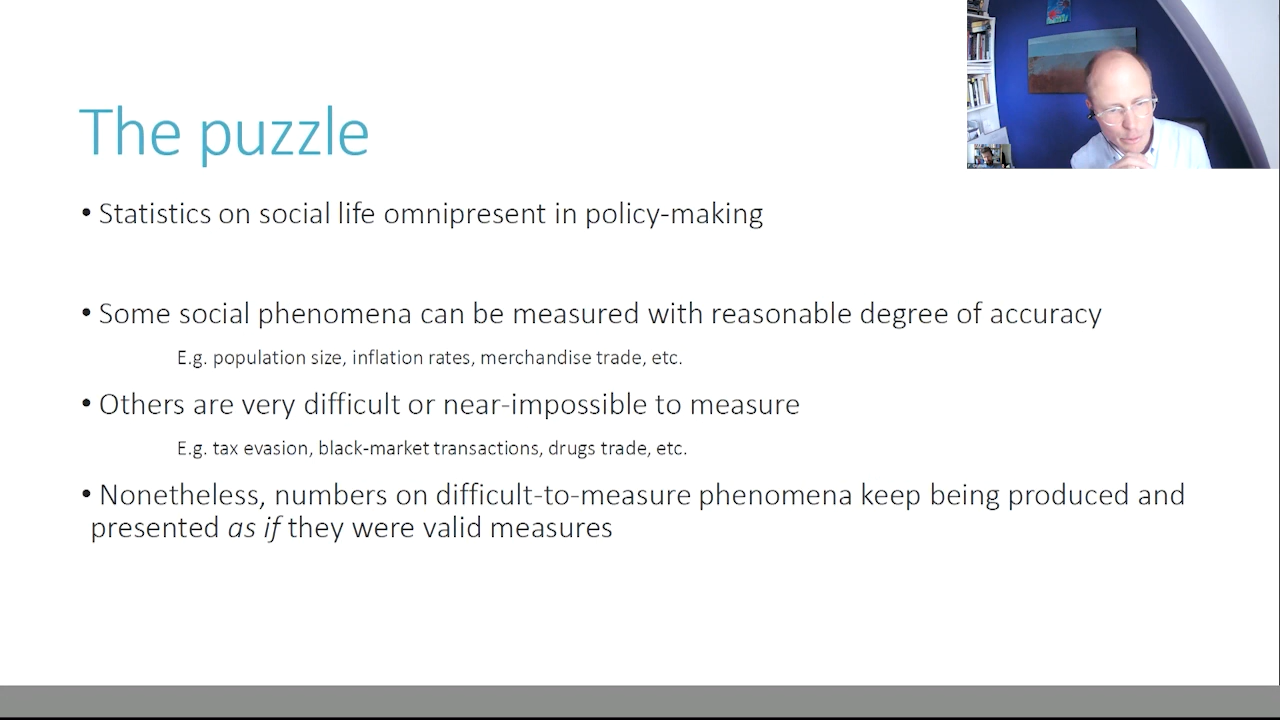 The puzzle
• Statistics on social life omnipresent in policy-making
• Some social phenomena can be measured with reasonable degree of accuracy
E.g. population size, inflation rates, merchandise trade, etc.
• Others are very difficult or near-impossible to measure
E.g. tax evasion, black-market transactions, drugs trade, etc.
• Nonetheless, numbers on difficult-to-measure phenomena keep being produced and
presented as if they were valid measures